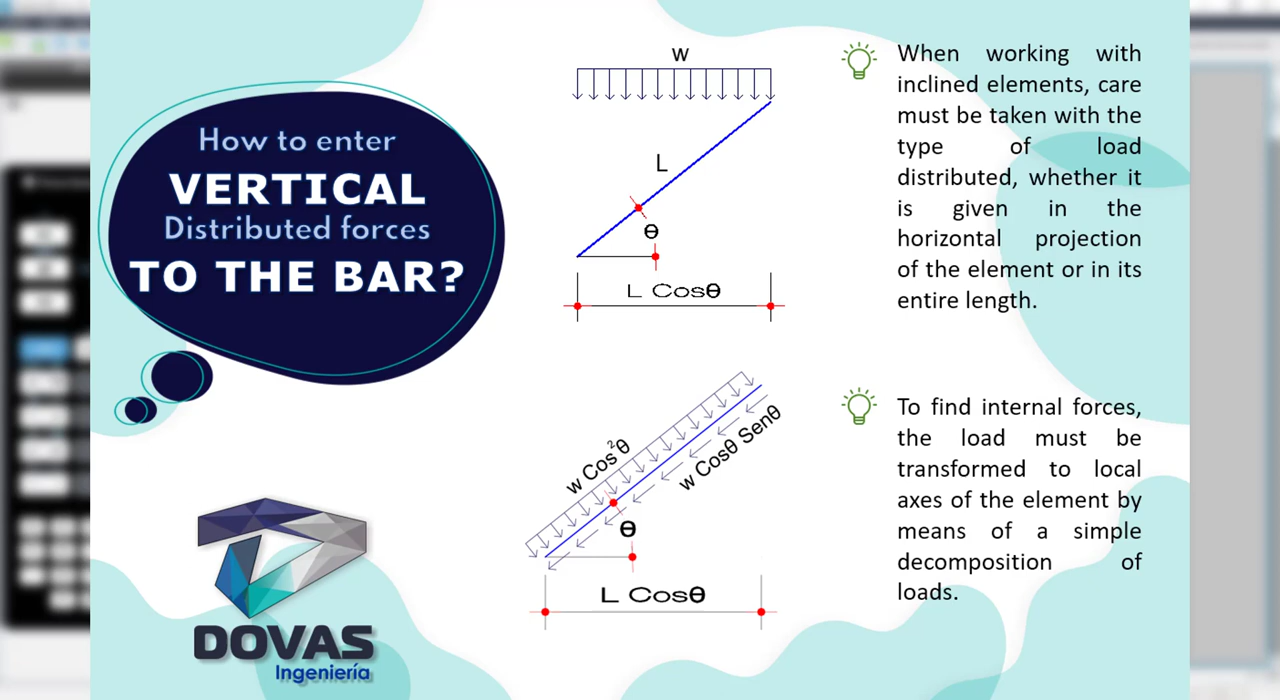 How to enter
VERTICAL
Distributed forces
TO THE BAR?
W
L
θ
L Cosθ
When working with
inclined elements, care
must be taken with the
type of load
distributed, whether it
is given in the
horizontal projection
of the element or in its
entire length.
w Cos²θ
w Cosθ Senθ
θ
L Cosθ
To find internal forces,
the load must be
transformed to local
axes of the element by
means of a simple
decomposition of
loads.
DOVAS
Ingeniería